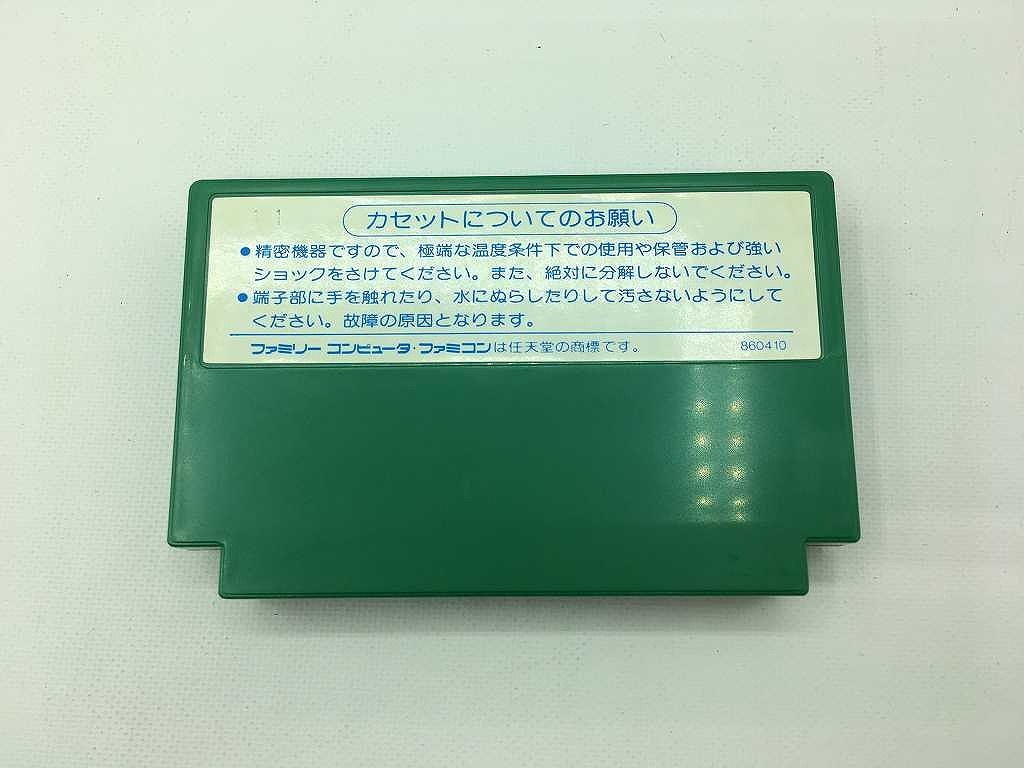 11
カセットについてのお願い
●精密機器ですので、極端な温度条件下での使用や保管および強い
ショックをさけてください。また、絶対に分解しないでください。
●端子部に手を触れたり、水にぬらしたりして汚さないようにして
ください。故障の原因となります。
ファミリー コンピュータ・ファミコンは任天堂の商標です。 860410